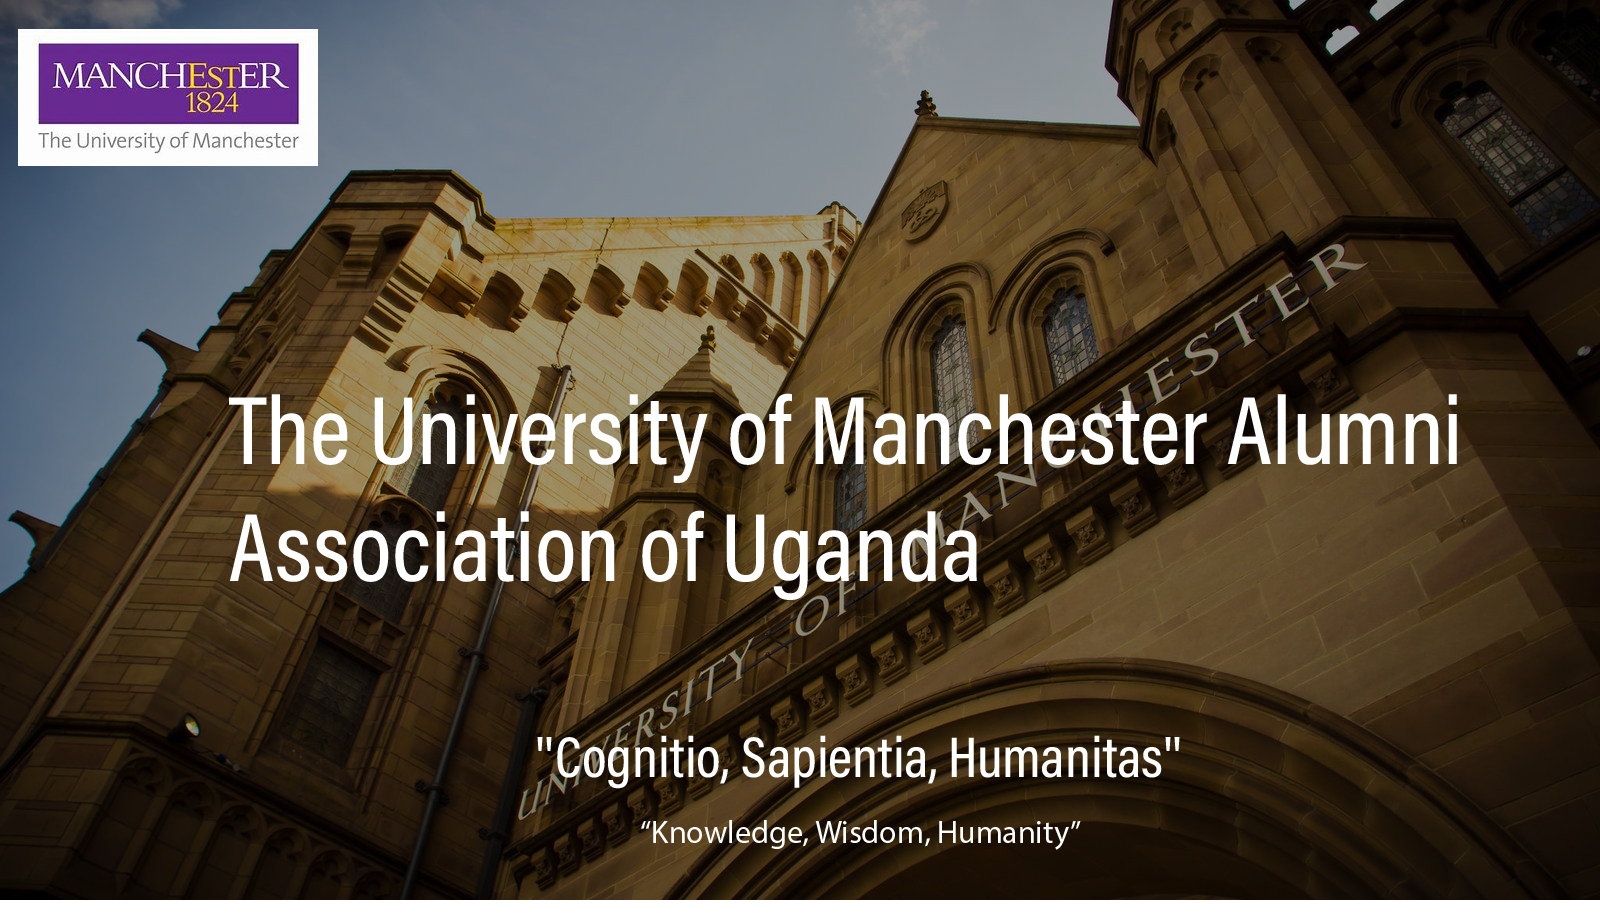 MANCHESTER
1824
The University of Manchester
The University of Manchester Alumni
Association of Uganda
UNIVERSITY OF MANCHESTER
"Cognitio, Sapientia, Humanitas"
“Knowledge, Wisdom, Humanity”